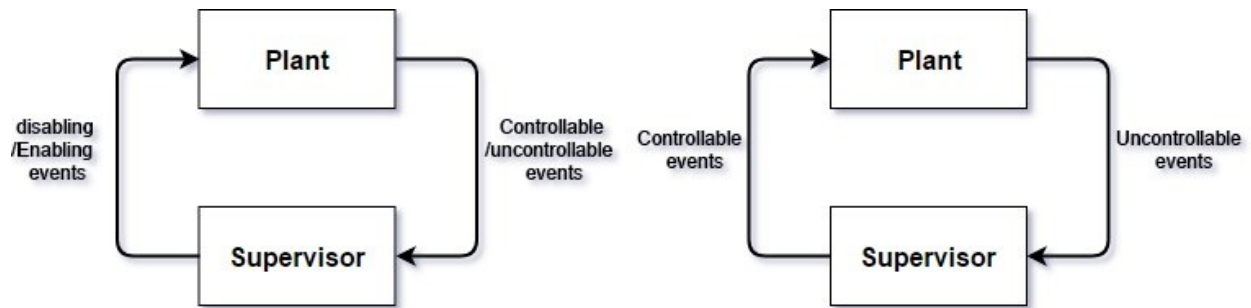 Plant
disabling
/Enabling
events
Controllable
/uncontrollable
events
Supervisor
Plant
Controllable
events
Uncontrollable
events
Supervisor